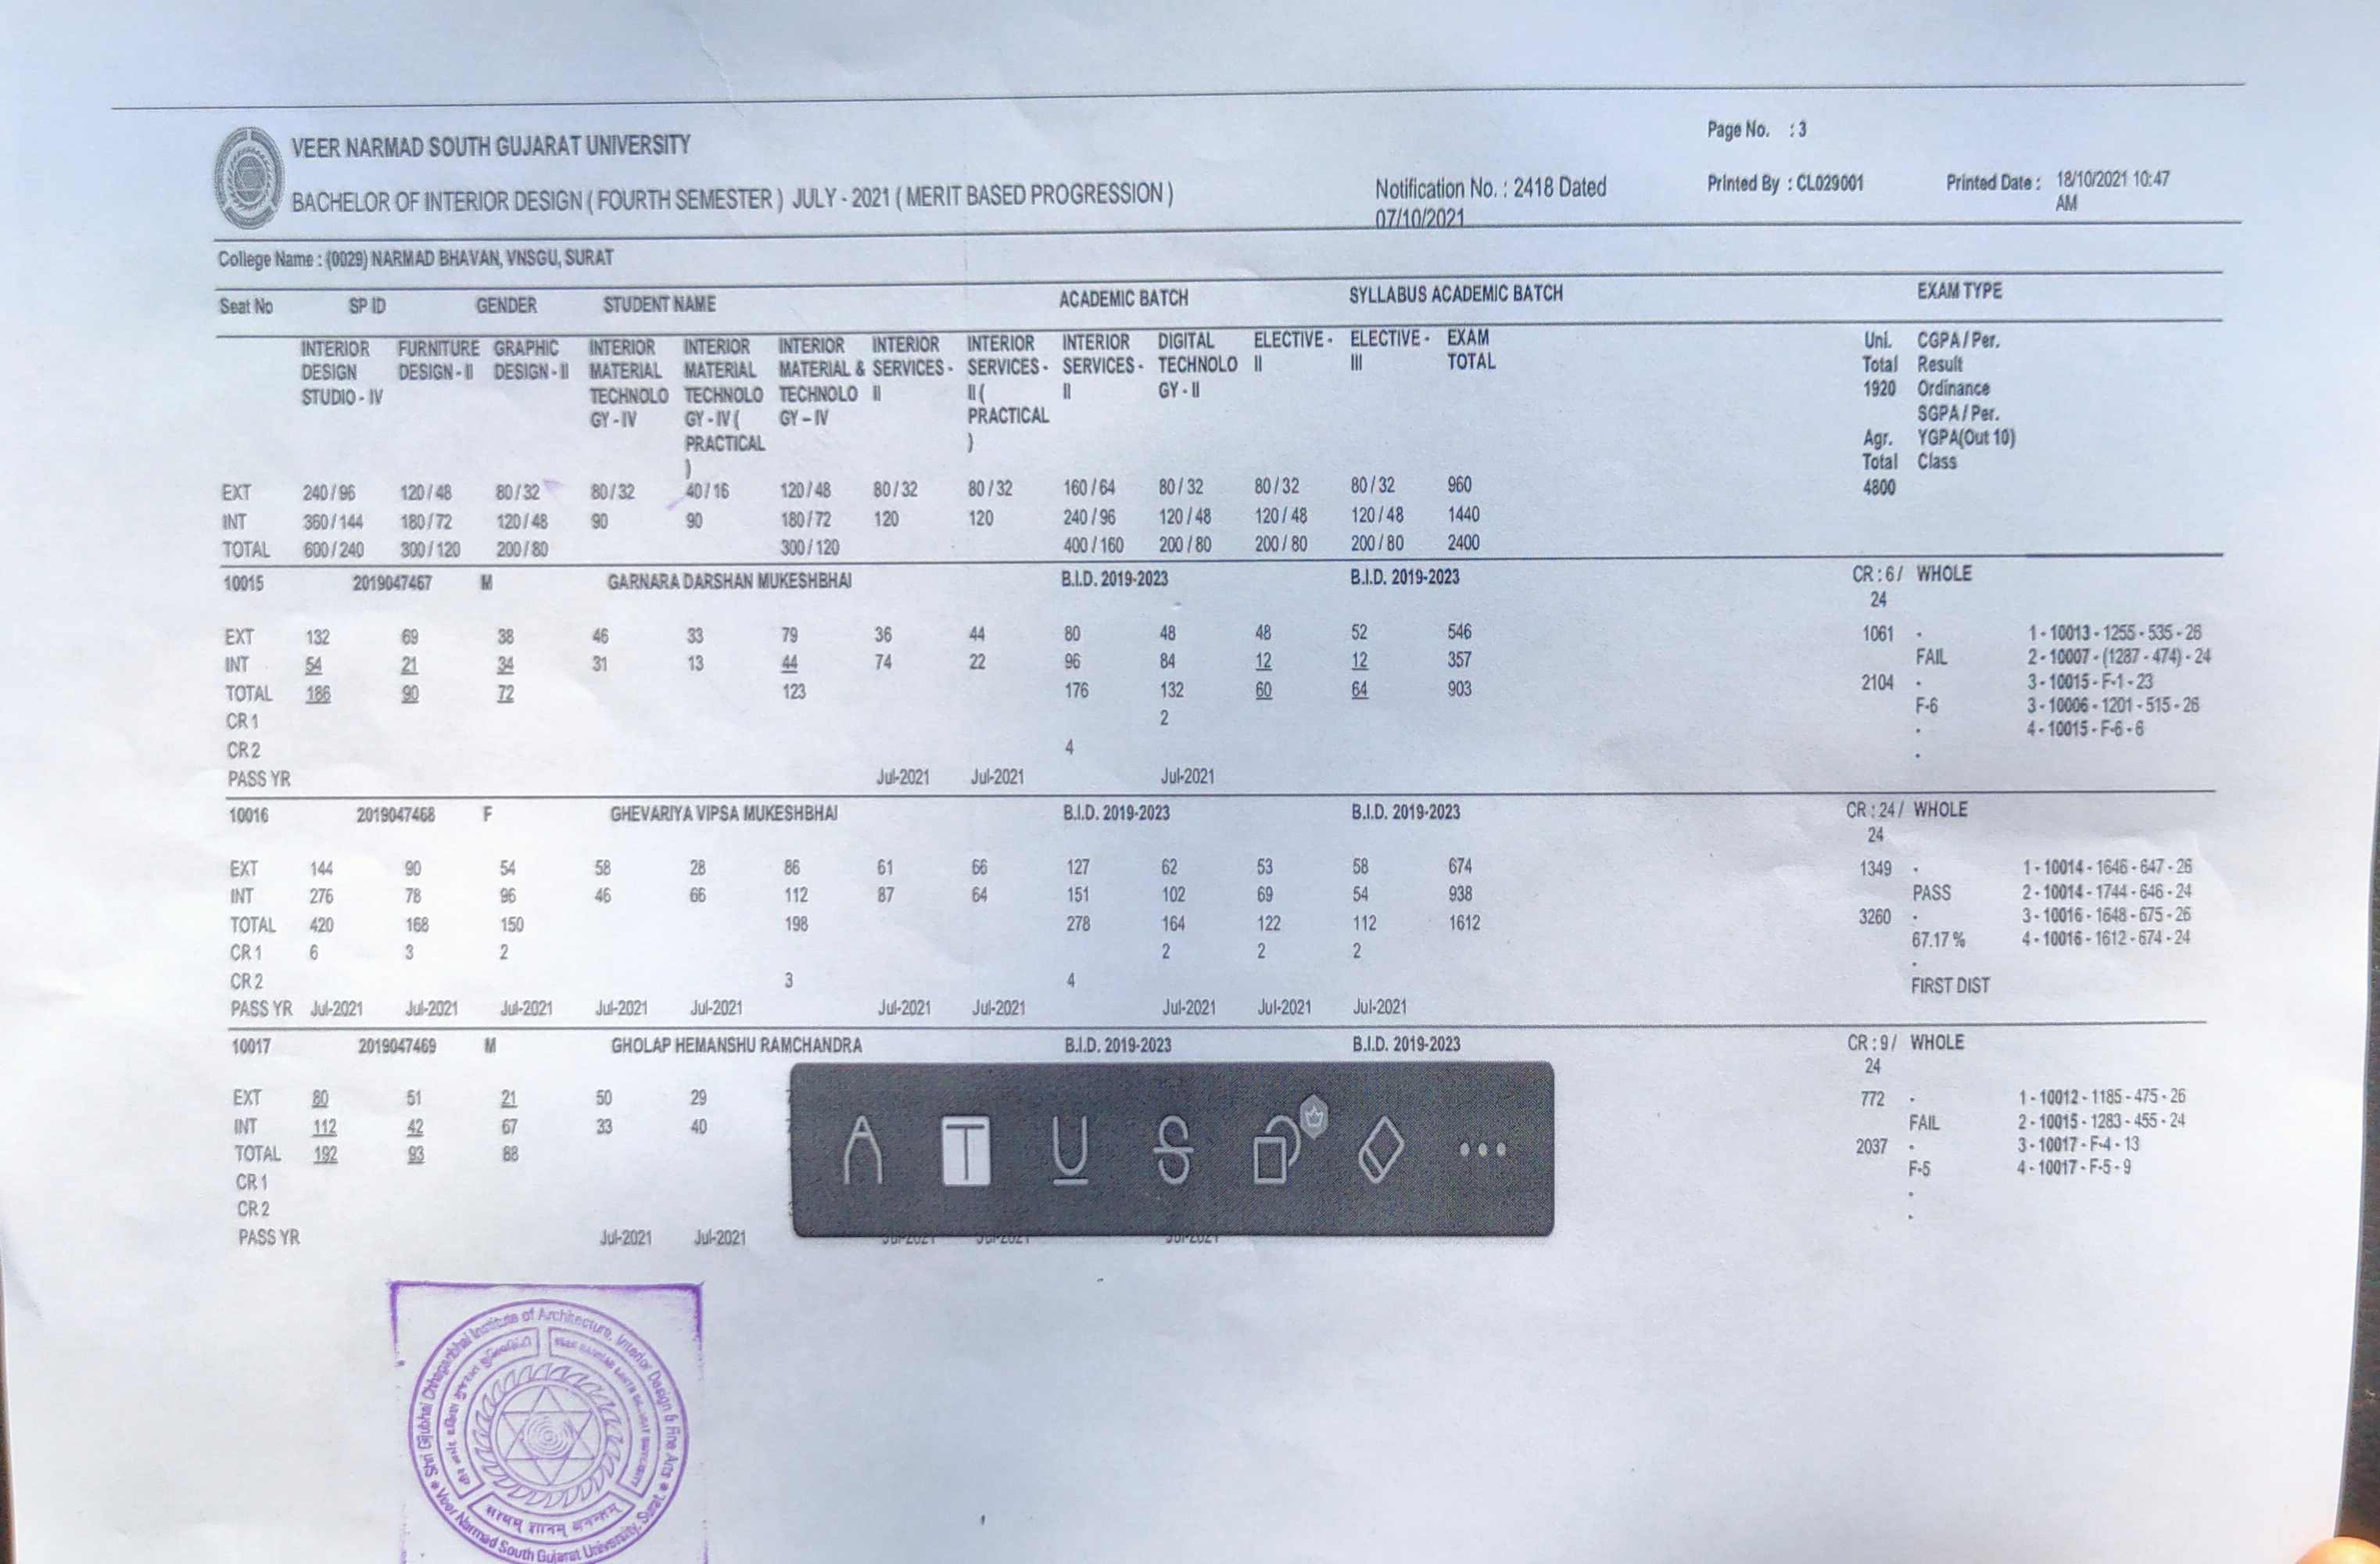 Page No. : 3
VEER NARMAD SOUTH GUJARAT UNIVERSITY
BACHELOR OF INTERIOR DESIGN ( FOURTH SEMESTER ) JULY - 2021 ( MERIT BASED PROGRESSION )
Notification No. : 2418 Dated
07/10/2021
Printed By : CL029001
Printed Date : 18/10/2021 10:47
AM
College Name : (0029) NARMAD BHAVAN, VNSGU, SURAT
Seat No SP ID GENDER STUDENT NAME ACADEMIC BATCH SYLLABUS ACADEMIC BATCH EXAM TYPE
INTERIOR FURNITURE GRAPHIC INTERIOR INTERIOR INTERIOR INTERIOR INTERIOR INTERIOR DIGITAL ELECTIVE - ELECTIVE - EXAM Uni. CGPA / Per.
DESIGN DESIGN - II DESIGN - II MATERIAL MATERIAL MATERIAL & SERVICES - SERVICES - SERVICES - TECHNOLO II III TOTAL Total Result
STUDIO - IV TECHNOLO TECHNOLO TECHNOLO II II ( II GY - II 1920 Ordinance
GY - IV GY - IV ( GY – IV PRACTICAL SGPA / Per.
PRACTICAL ) Agr. YGPA(Out 10)
) Total Class
EXT 240 / 96 120 / 48 80 / 32 80 / 32 40 / 16 120 / 48 80 / 32 80 / 32 160 / 64 80 / 32 80 / 32 80 / 32 960 4800
INT 360 / 144 180 / 72 120 / 48 90 90 180 / 72 120 120 240 / 96 120 / 48 120 / 48 120 / 48 1440
TOTAL 600 / 240 300 / 120 200 / 80 300 / 120 400 / 160 200 / 80 200 / 80 200 / 80 2400
10015 2019047467 M GARNARA DARSHAN MUKESHBHAI B.I.D. 2019-2023 B.I.D. 2019-2023 CR : 6 / WHOLE
24
EXT 132 69 38 46 33 79 36 44 80 48 48 52 546 1061 - 1 - 10013 - 1255 - 535 - 26
INT 54 21 34 31 13 44 74 22 96 84 12 12 357 FAIL 2 - 10007 - (1287 - 474) - 24
TOTAL 186 90 72 123 176 132 60 64 903 2104 - 3 - 10015 - F-1 - 23
CR 1 2 F-6 3 - 10006 - 1201 - 515 - 26
- 4 - 10015 - F-6 - 6
CR 2 4 -
PASS YR Jul-2021 Jul-2021 Jul-2021
10016 2019047468 F GHEVARIYA VIPSA MUKESHBHAI B.I.D. 2019-2023 B.I.D. 2019-2023 CR : 24 / WHOLE
24
EXT 144 90 54 58 28 86 61 66 127 62 53 58 674 1349 - 1 - 10014 - 1646 - 647 - 26
INT 276 78 96 46 66 112 87 64 151 102 69 54 938 PASS 2 - 10014 - 1744 - 646 - 24
TOTAL 420 168 150 198 278 164 122 112 1612 3260 - 3 - 10016 - 1648 - 675 - 26
CR 1 6 3 2 2 2 2 67.17 % 4 - 10016 - 1612 - 674 - 24
-
CR 2 3 4 FIRST DIST
PASS YR Jul-2021 Jul-2021 Jul-2021 Jul-2021 Jul-2021 Jul-2021 Jul-2021 Jul-2021 Jul-2021 Jul-2021
10017 2019047469 M GHOLAP HEMANSHU RAMCHANDRA B.I.D. 2019-2023 B.I.D. 2019-2023 CR : 9 / WHOLE
24
EXT 80 51 21 50 29 772 - 1 - 10012 - 1185 - 475 - 26
INT 112 42 67 33 40 FAIL 2 - 10015 - 1283 - 455 - 24
TOTAL 192 93 88 2037 - 3 - 10017 - F-4 - 13
CR 1 F-5 4 - 10017 - F-5 - 9
CR 2
PASS YR Jul-2021 Jul-2021
Shri Gijubhai Chhaganbhai Institute of Architecture, Interior Design & Fine Arts
Veer Narmad South Gujarat University, Surat.
सत्यम् ज्ञानम् अनन्तम्